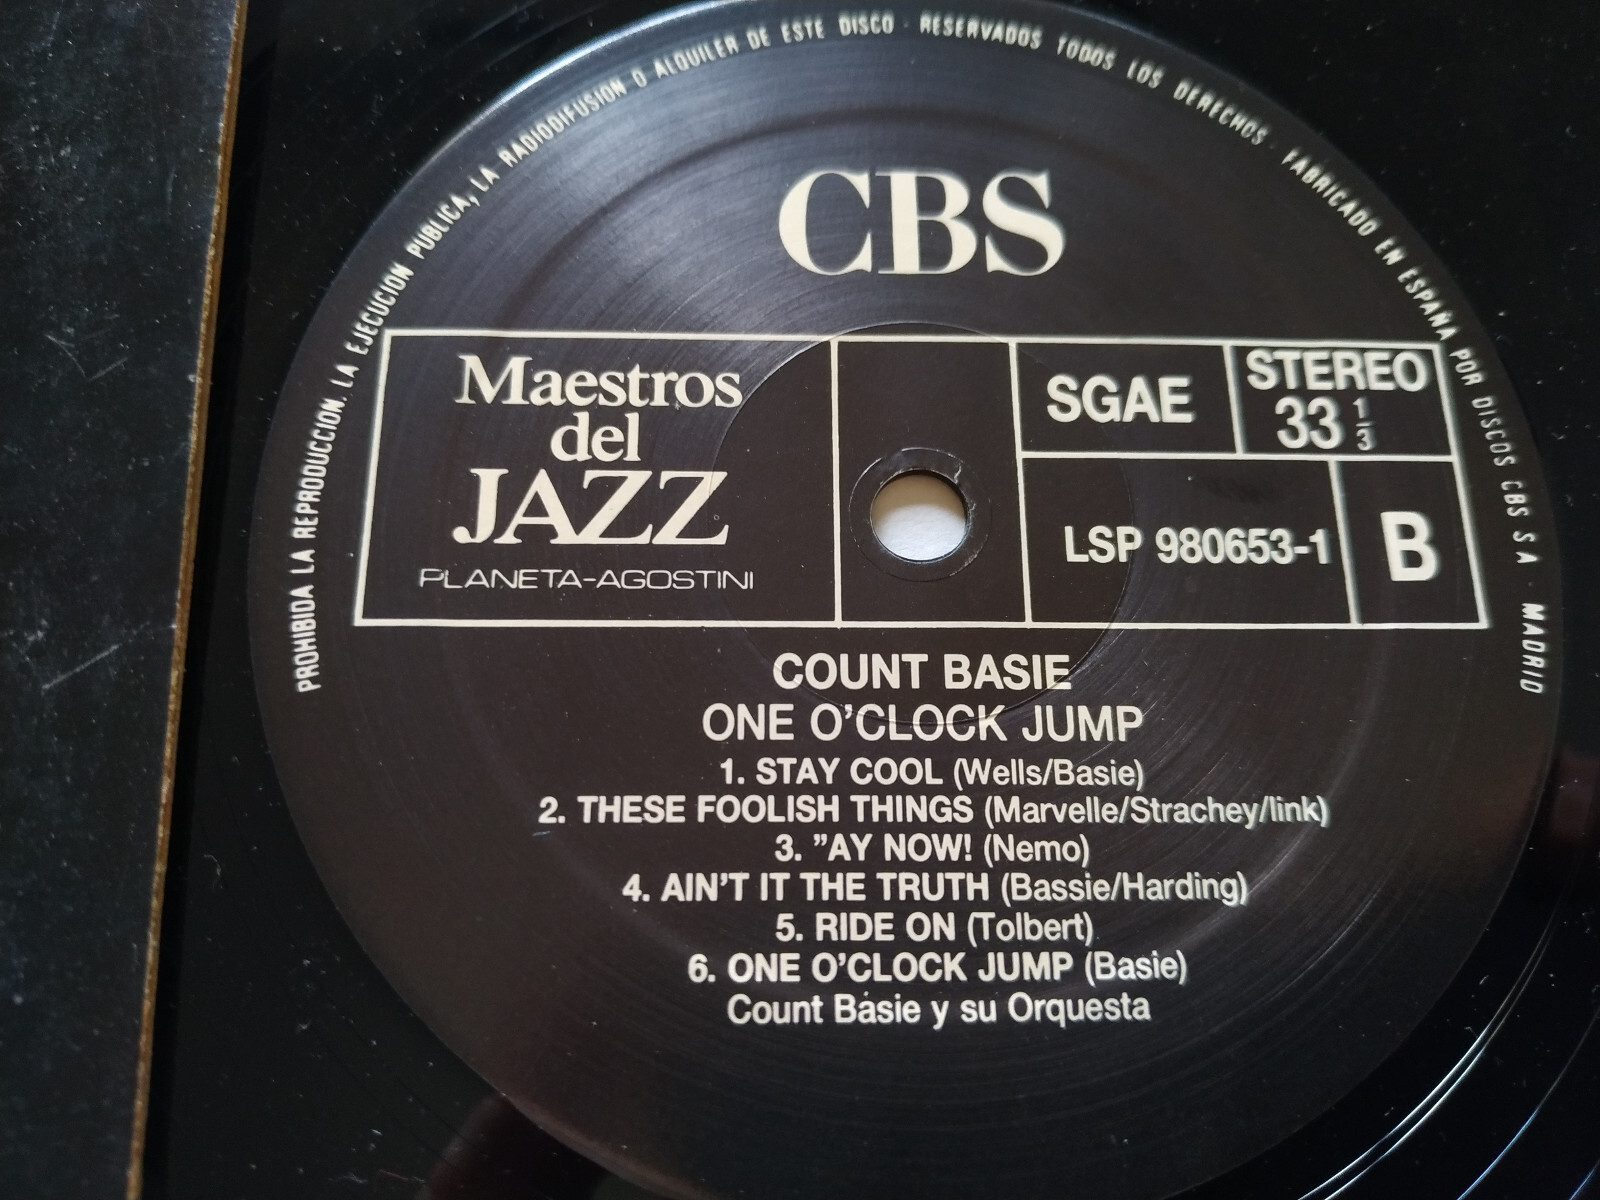 PROHIBIDA LA REPRODUCCION. LA EJECUCION PUBLICA, LA RADIODIFUSION O ALQUILER DE ESTE DISCO · RESERVADOS TODOS LOS DERECHOS · FABRICADO EN ESPAÑA POR DISCOS CBS S A · MADRID
CBS
Maestros
del
JAZZ
PLANETA-AGOSTINI
SGAE
STEREO
33 1/3
LSP 980653-1
B
COUNT BASIE
ONE O'CLOCK JUMP
1. STAY COOL (Wells/Basie)
2. THESE FOOLISH THINGS (Marvelle/Strachey/link)
3. "AY NOW! (Nemo)
4. AIN'T IT THE TRUTH (Bassie/Harding)
5. RIDE ON (Tolbert)
6. ONE O'CLOCK JUMP (Basie)
Count Basie y su Orquesta